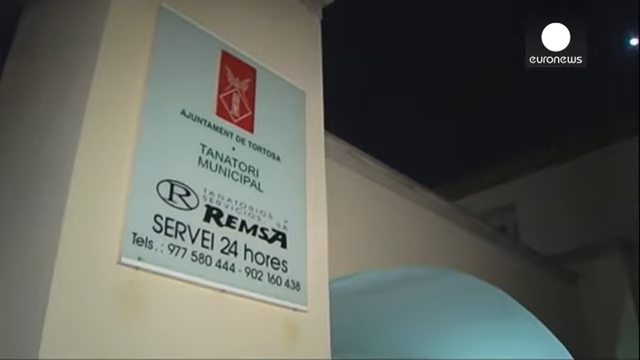 euronews
AJUNTAMENT DE TORTOSA
TANATORI
MUNICIPAL
R
TANATORIOS Y
SERVICIOS, SA
REMSA
SERVEI 24 hores
Tels.: 977 580 444 - 902 160 438